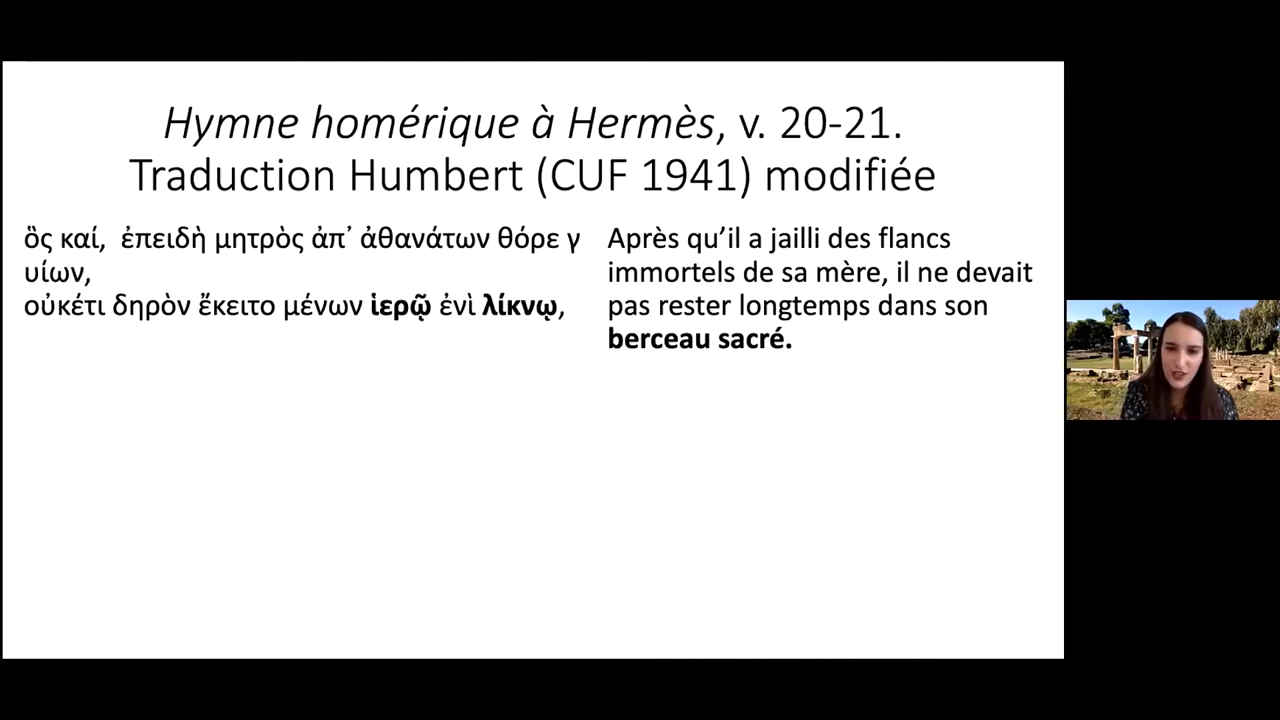 Hymne homérique à Hermès, v. 20-21.
Traduction Humbert (CUF 1941) modifiée
ὃς καί, ἐπειδὴ μητρὸς ἀπ᾽ ἀθανάτων θόρε γ
υίων,
οὐκέτι δηρὸν ἔκειτο μένων ἱερῷ ἐνὶ λίκνῳ,
Après qu’il a jailli des flancs
immortels de sa mère, il ne devait
pas rester longtemps dans son
berceau sacré.